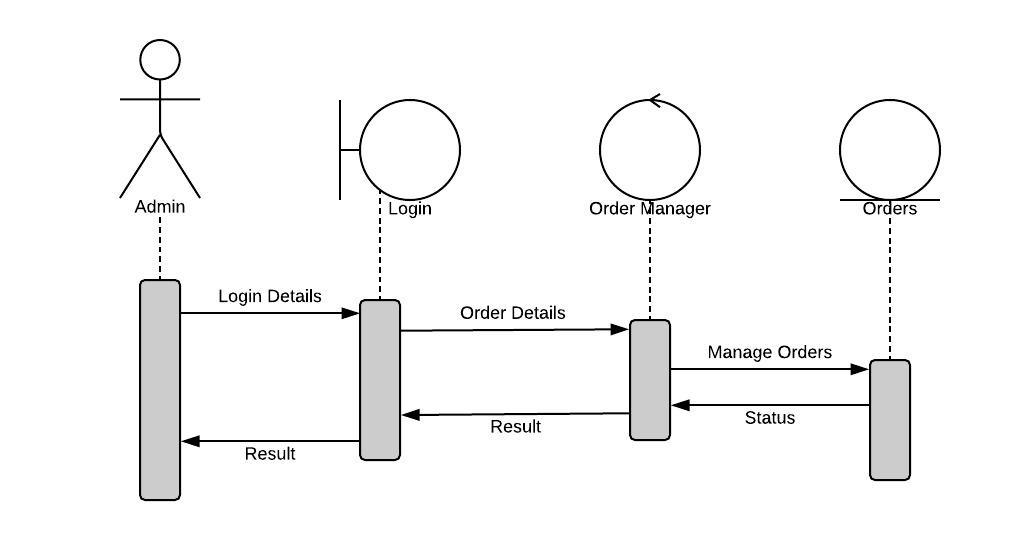 Admin
Login
Order Manager
Orders
Login Details
Order Details
Manage Orders
Status
Result
Result